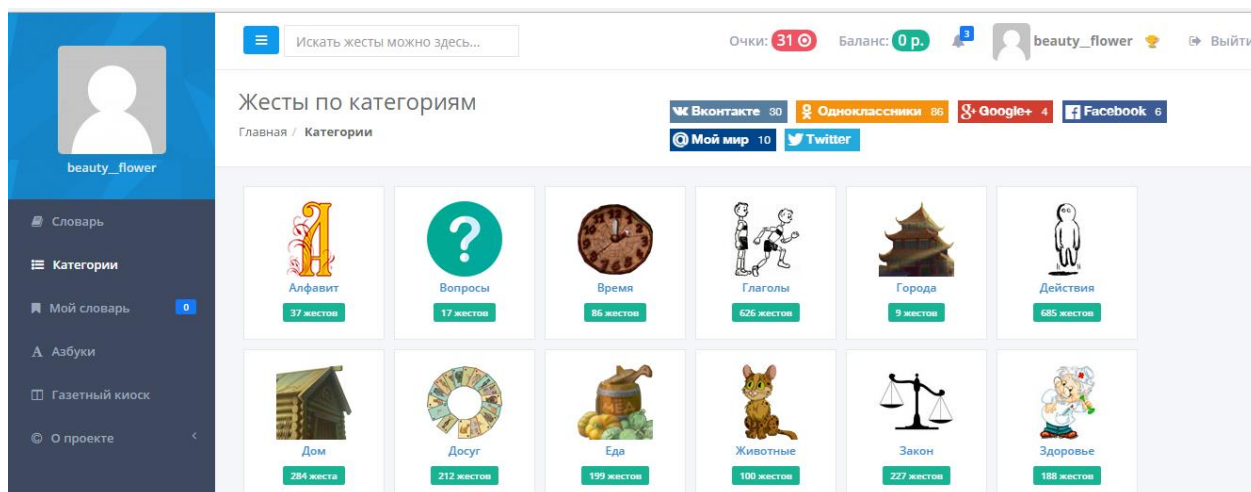 Искать жесты можно здесь...
Очки: 31
Баланс: 0 р.
3
beauty__flower
Выйти
beauty__flower
Словарь
Категории
Мой словарь 0
Азбуки
Газетный киоск
О проекте
Жесты по категориям
Главная / Категории
Вконтакте 30
Одноклассники 86
Google+ 4
Facebook 6
Мой мир 10
Twitter
Алфавит
37 жестов
Вопросы
17 жестов
Время
86 жестов
Глаголы
626 жестов
Города
9 жестов
Действия
685 жестов
Дом
284 жеста
Досуг
212 жестов
Еда
199 жестов
Животные
100 жестов
Закон
227 жестов
Здоровье
188 жестов